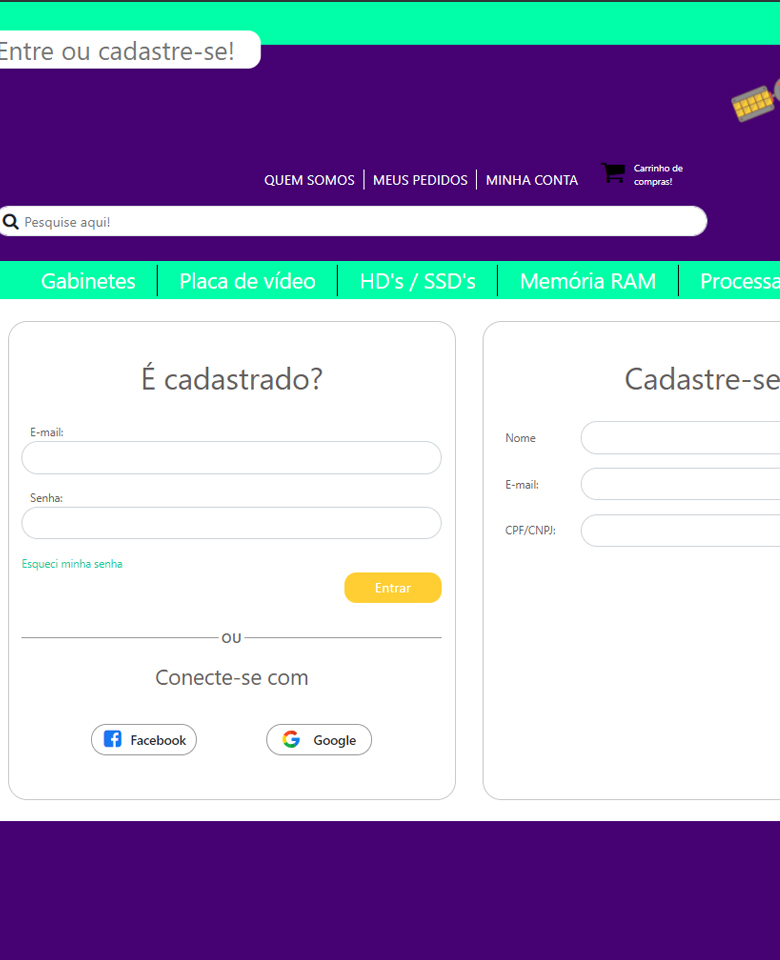 Entre ou cadastre-se!
QUEM SOMOS
MEUS PEDIDOS
MINHA CONTA
Carrinho de
compras!
Pesquise aqui!
Gabinetes
Placa de vídeo
HD's / SSD's
Memória RAM
Processa
É cadastrado?
E-mail:
Senha:
Esqueci minha senha
Entrar
OU
Conecte-se com
Facebook
Google
Cadastre-se
Nome
E-mail:
CPF/CNPJ: